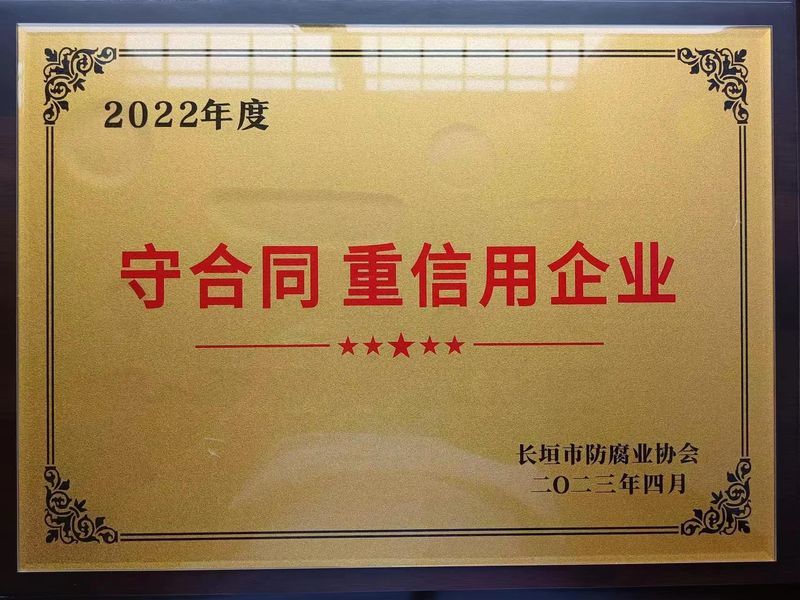 2022年度
守合同 重信用企业
长垣市防腐业协会
二〇二三年四月